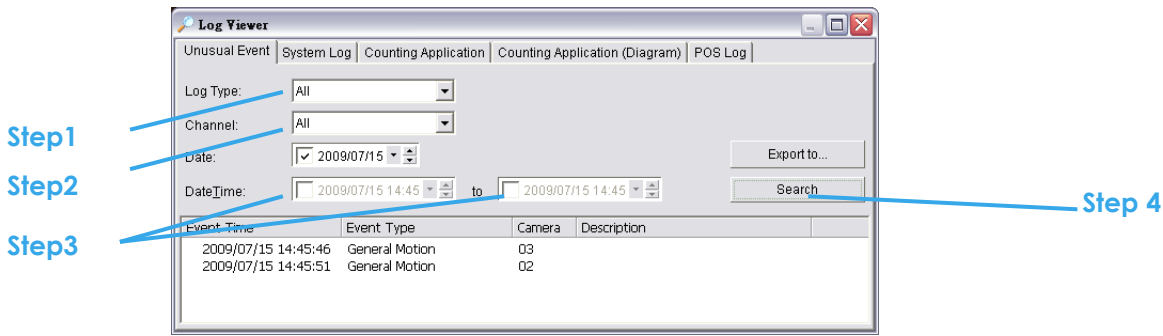 Log Viewer
Unusual Event System Log Counting Application Counting Application (Diagram) POS Log
Log Type: All
Step1
Channel: All
Date: 2009/07/15 Export to...
Step2
DateTime: 2009/07/15 14:45 to 2009/07/15 14:45 Search
Step 4
Event Time Event Type Camera Description
Step3
2009/07/15 14:45:46 General Motion 03
2009/07/15 14:45:51 General Motion 02